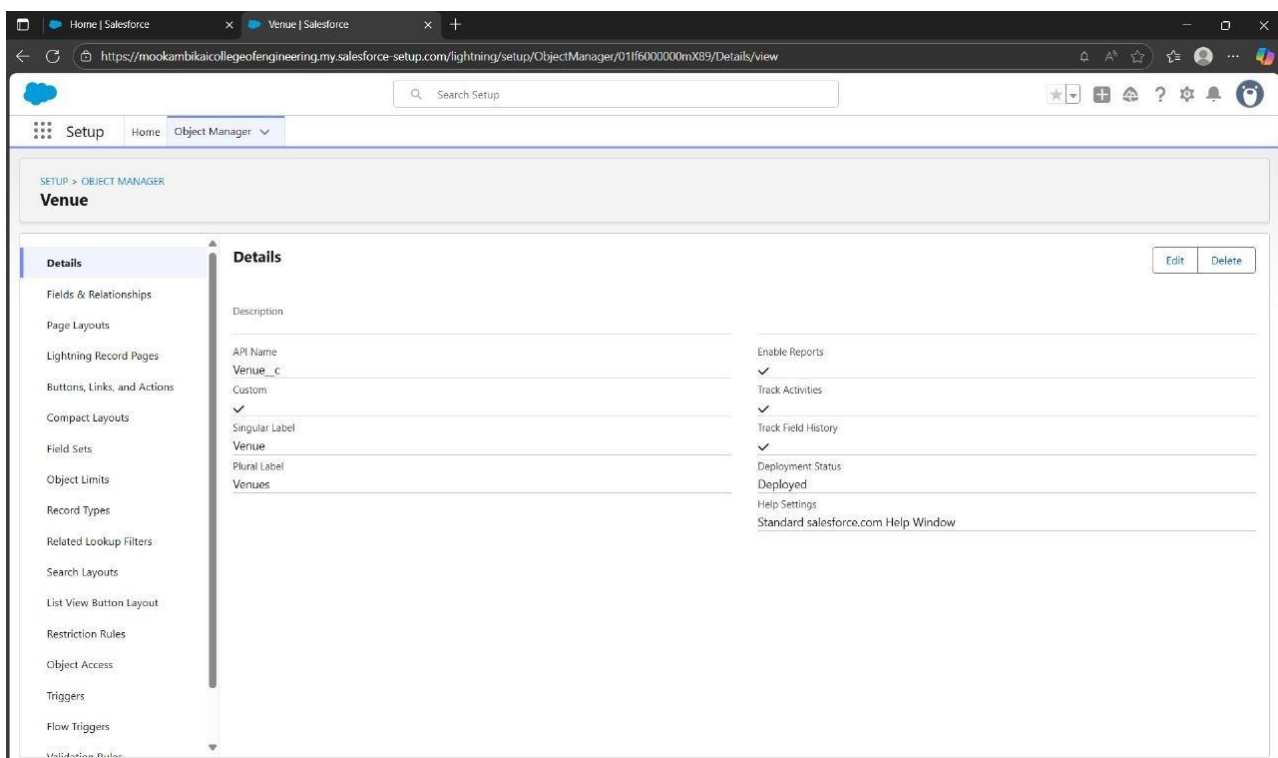 Home | Salesforce
Venue | Salesforce
https://mookambikaicollegeofengineering.my.salesforce-setup.com/lightning/setup/ObjectManager/01If6000000mX89/Details/view
Search Setup
Setup Home Object Manager
SETUP > OBJECT MANAGER
Venue
Details
Fields & Relationships
Page Layouts
Lightning Record Pages
Buttons, Links, and Actions
Compact Layouts
Field Sets
Object Limits
Record Types
Related Lookup Filters
Search Layouts
List View Button Layout
Restriction Rules
Object Access
Triggers
Flow Triggers
Validation Rules
Details
Edit Delete
Description
API Name
Venue__c
Custom
Singular Label
Venue
Plural Label
Venues
Enable Reports
Track Activities
Track Field History
Deployment Status
Deployed
Help Settings
Standard salesforce.com Help Window